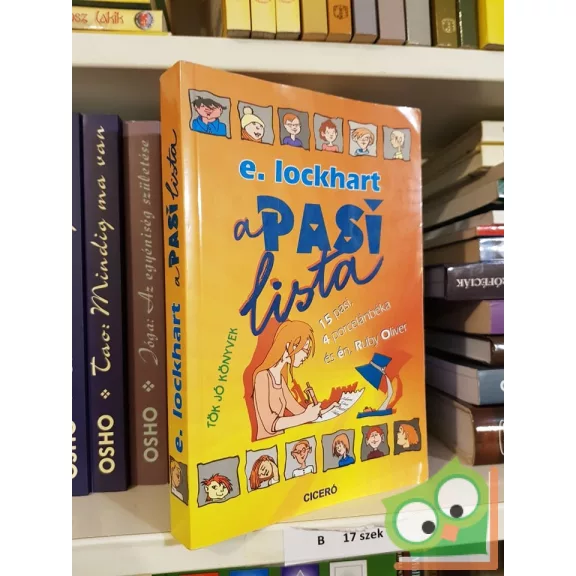 e. lockhart
a PASI
lista
15 pasi,
4 porcelánbéka
és én, Ruby Oliver
TÖK JÓ KÖNYVEK
CICERÓ
e. lockhart a PASI lista
OSHO Tao: Mindig ma van
OSHO Jóga: Az egyéniség születése
B 17 szek